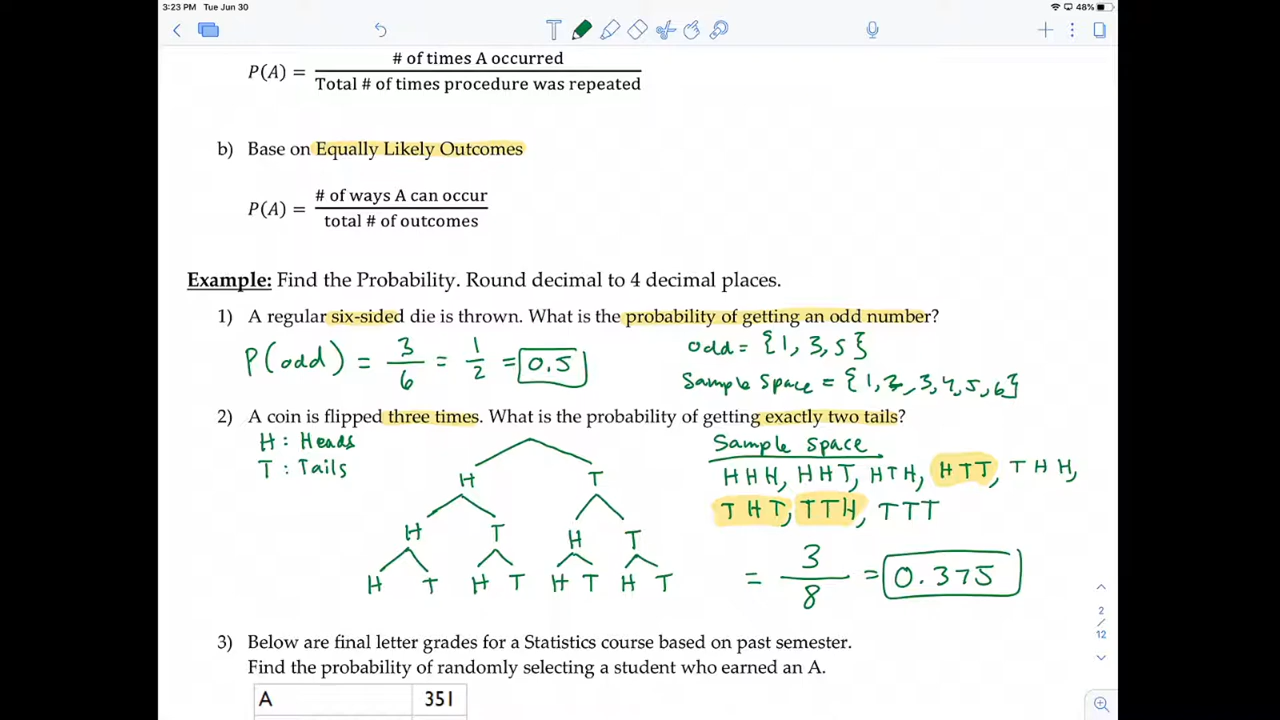 3:23 PM Tue Jun 30
48%
P(A) = # of times A occurred / Total # of times procedure was repeated
b) Base on Equally Likely Outcomes
P(A) = # of ways A can occur / total # of outcomes
Example: Find the Probability. Round decimal to 4 decimal places.
1) A regular six-sided die is thrown. What is the probability of getting an odd number?
P(odd) = 3/6 = 1/2 = 0.5
odd = {1, 3, 5}
Sample Space = {1, 2, 3, 4, 5, 6}
2) A coin is flipped three times. What is the probability of getting exactly two tails?
H : Heads
T : Tails
H T
H T H T
H T H T H T H T
Sample space
HHH, HHT, HTH, HTT, THH,
THT, TTH, TTT
= 3/8 = 0.375
2
/
12
3) Below are final letter grades for a Statistics course based on past semester.
Find the probability of randomly selecting a student who earned an A.
A 351